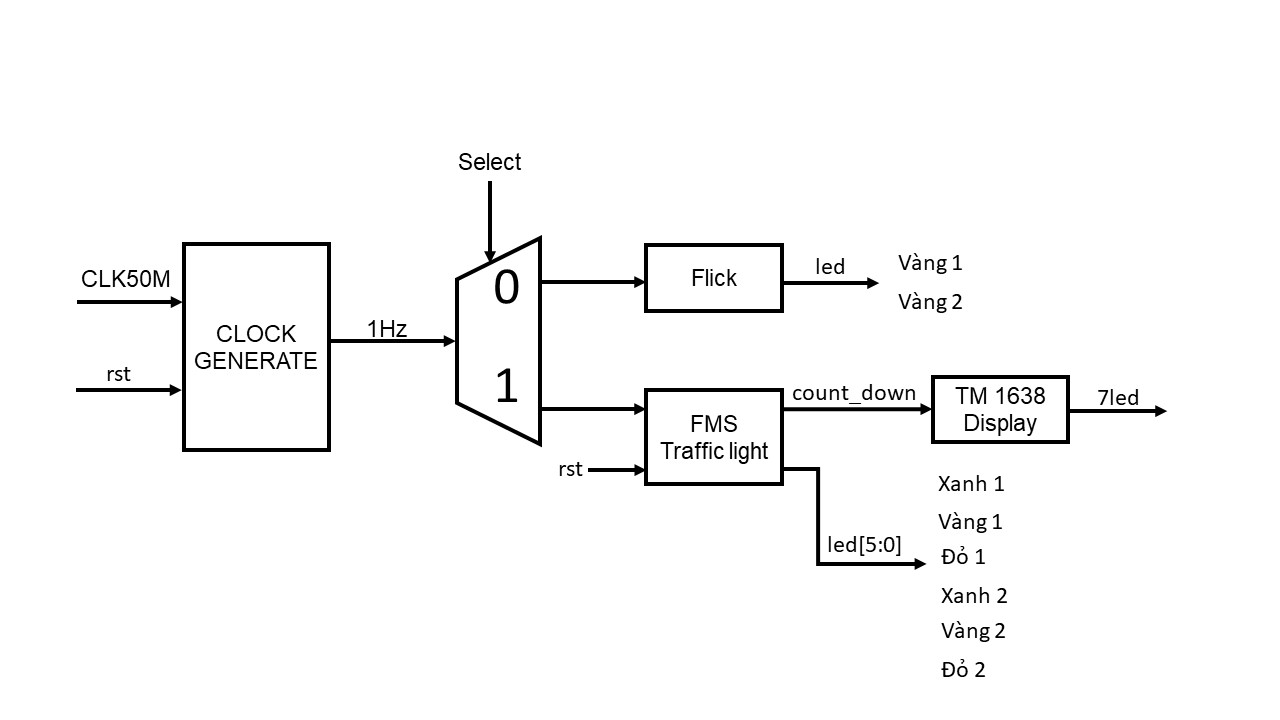 Select
CLK50M
rst
CLOCK
GENERATE
1Hz
0
1
Flick
led
Vàng 1
Vàng 2
rst
FMS
Traffic light
count_down
TM 1638
Display
7led
led[5:0]
Xanh 1
Vàng 1
Đỏ 1
Xanh 2
Vàng 2
Đỏ 2